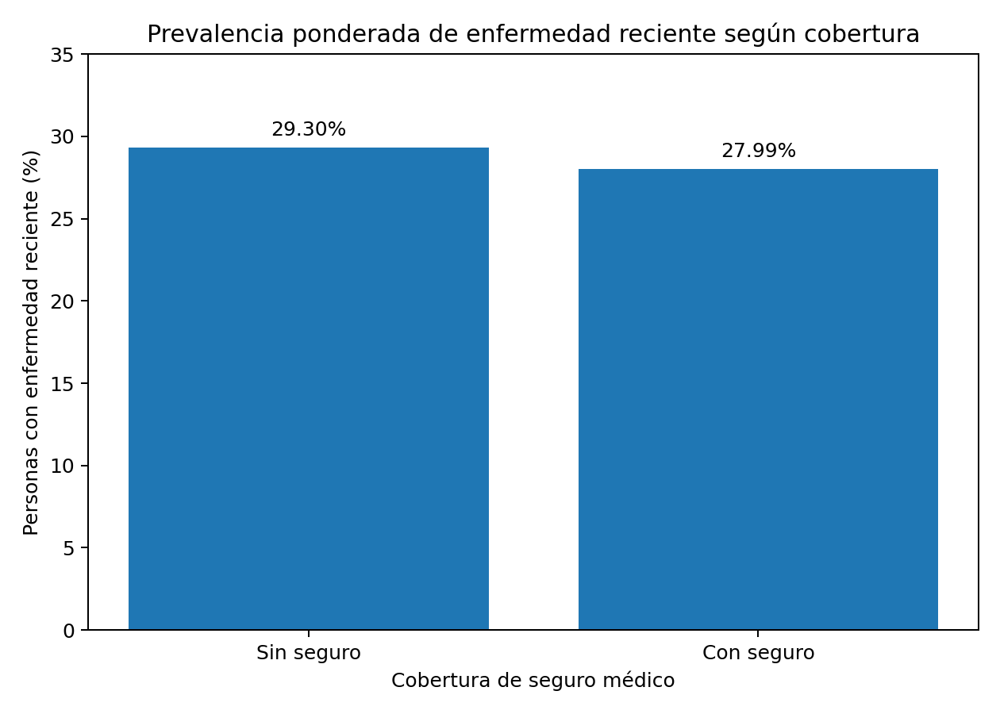 Prevalencia ponderada de enfermedad reciente según cobertura
Personas con enfermedad reciente (%)
35
30
25
20
15
10
5
0
29.30%
27.99%
Sin seguro
Con seguro
Cobertura de seguro médico